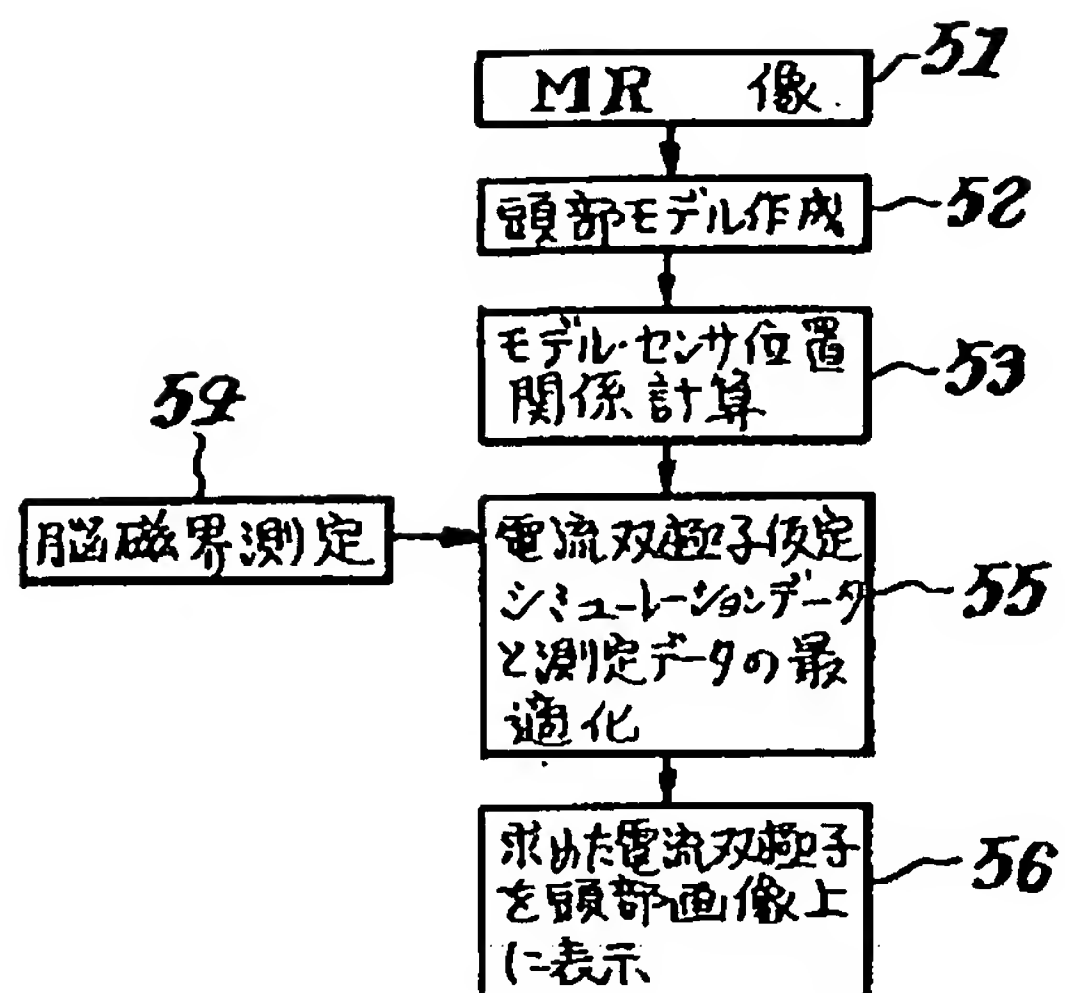 51
MR 像
52
頭部モデル作成
53
モデル・センサ位置
関係計算
54
脳磁界測定
55
電流双極子仮定
シミュレーションデータ
と測定データの最
適化
56
求めた電流双極子
を頭部画像上
に表示